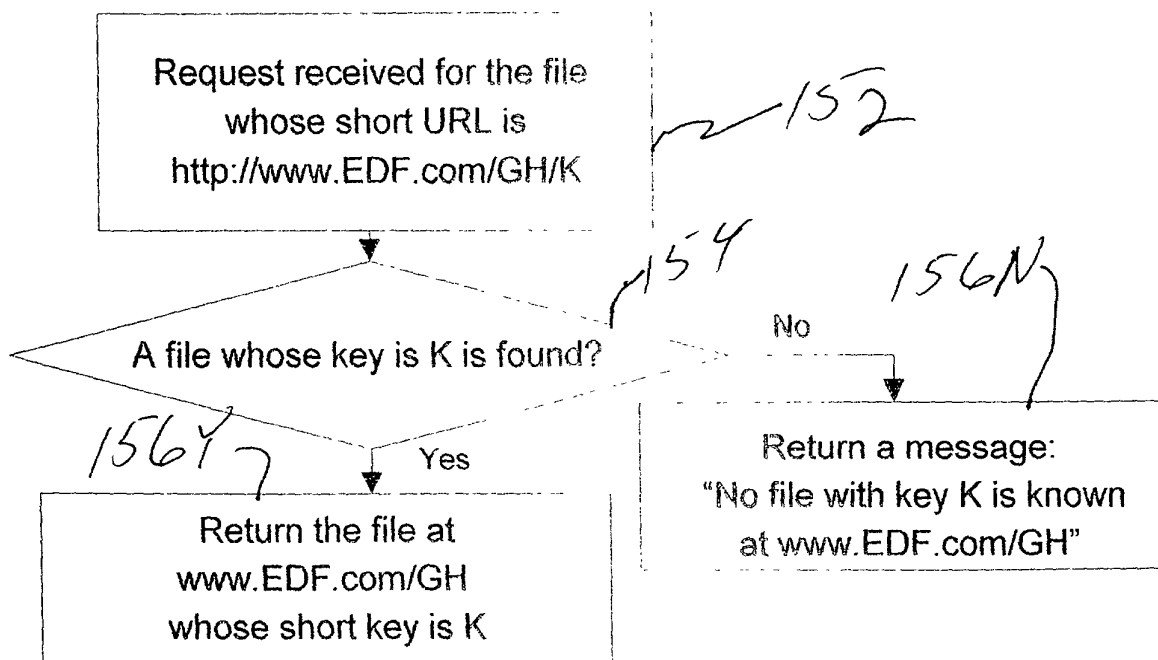 Request received for the file
whose short URL is
http://www.EDF.com/GH/K
152
154
A file whose key is K is found?
No
156N
156Y
Yes
Return a message:
“No file with key K is known
at www.EDF.com/GH”
Return the file at
www.EDF.com/GH
whose short key is K